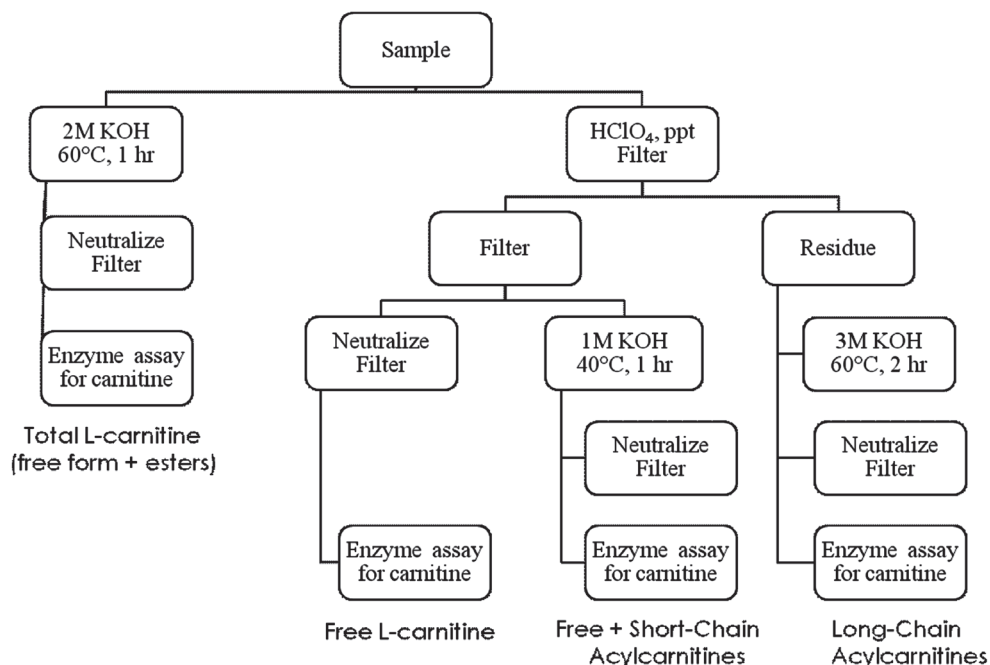 Sample
2M KOH
60°C, 1 hr
Neutralize
Filter
Enzyme assay
for carnitine
Total L-carnitine
(free form + esters)
HClO₄, ppt
Filter
Filter
Neutralize
Filter
Enzyme assay
for carnitine
Free L-carnitine
1M KOH
40°C, 1 hr
Neutralize
Filter
Enzyme assay
for carnitine
Free + Short-Chain
Acylcarnitines
Residue
3M KOH
60°C, 2 hr
Neutralize
Filter
Enzyme assay
for carnitine
Long-Chain
Acylcarnitines